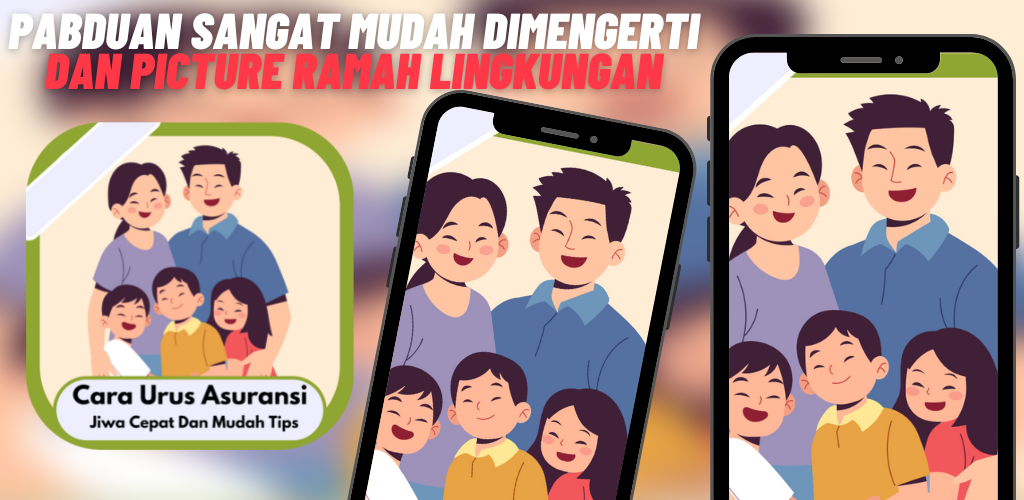 PABDUAN SANGAT MUDAH DIMENGERTI
DAN PICTURE RAMAH LINGKUNGAN
Cara Urus Asuransi
Jiwa Cepat Dan Mudah Tips